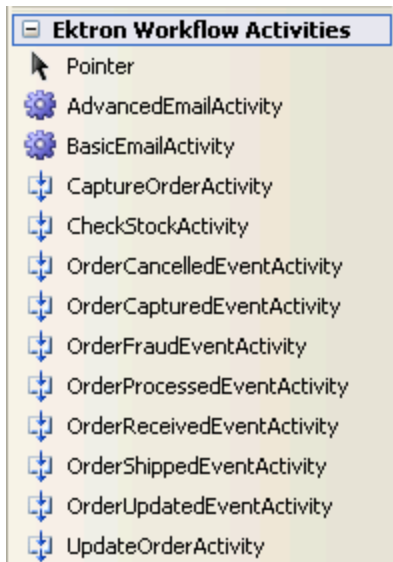 Ektron Workflow Activities
Pointer
AdvancedEmailActivity
BasicEmailActivity
CaptureOrderActivity
CheckStockActivity
OrderCancelledEventActivity
OrderCapturedEventActivity
OrderFraudEventActivity
OrderProcessedEventActivity
OrderReceivedEventActivity
OrderShippedEventActivity
OrderUpdatedEventActivity
UpdateOrderActivity